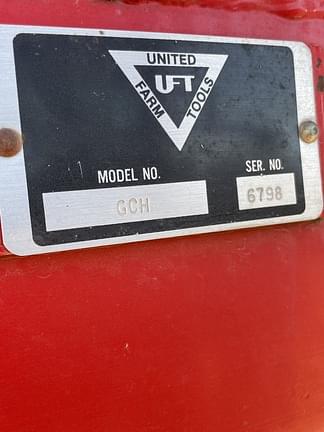 UNITED
FARM
UFT
TOOLS
MODEL NO.
SER. NO.
GCH
6798